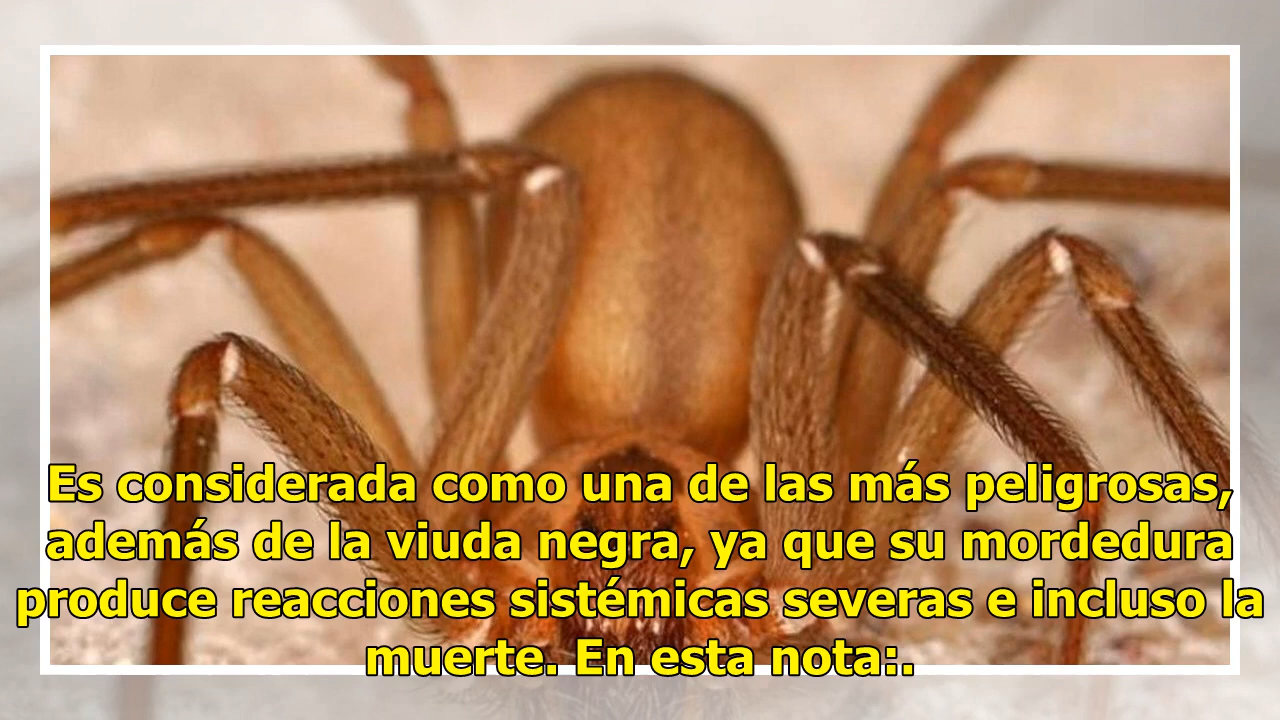 Es considerada como una de las más peligrosas,
además de la viuda negra, ya que su mordedura
produce reacciones sistémicas severas e incluso la
muerte. En esta nota:.